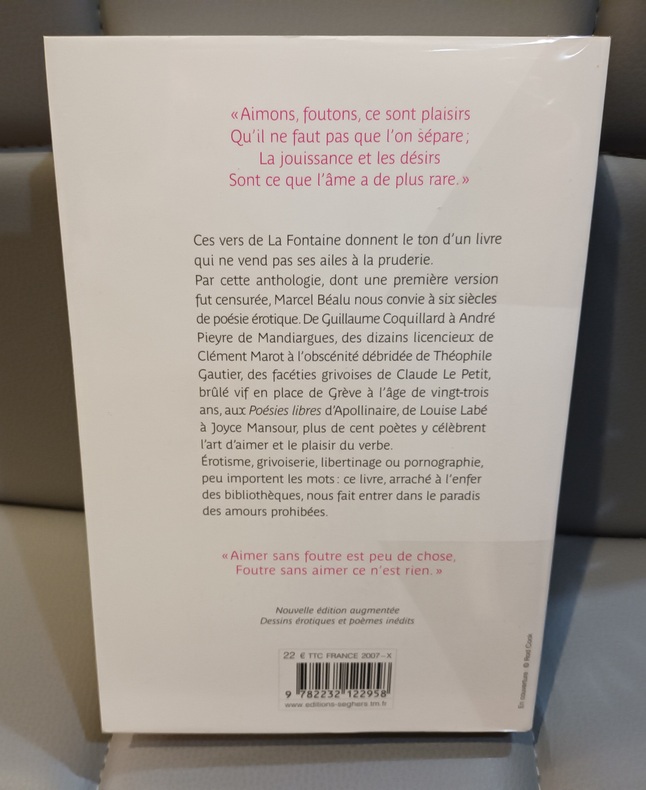 « Aimons, foutons, ce sont plaisirs
Qu'il ne faut pas que l'on sépare ;
La jouissance et les désirs
Sont ce que l'âme a de plus rare. »
Ces vers de La Fontaine donnent le ton d'un livre
qui ne vend pas ses ailes à la pruderie.
Par cette anthologie, dont une première version
fut censurée, Marcel Béalu nous convie à six siècles
de poésie érotique. De Guillaume Coquillard à André
Pieyre de Mandiargues, des dizains licencieux de
Clément Marot à l'obscénité débridée de Théophile
Gautier, des facéties grivoises de Claude Le Petit,
brûlé vif en place de Grève à l'âge de vingt-trois
ans, aux Poésies libres d'Apollinaire, de Louise Labé
à Joyce Mansour, plus de cent poètes y célèbrent
l'art d'aimer et le plaisir du verbe.
Érotisme, grivoiserie, libertinage ou pornographie,
peu importent les mots : ce livre, arraché à l'enfer
des bibliothèques, nous fait entrer dans le paradis
des amours prohibées.
« Aimer sans foutre est peu de chose,
Foutre sans aimer ce n'est rien. »
Nouvelle édition augmentée
Dessins érotiques et poèmes inédits
22 € TTC FRANCE 2007-X
9 782232 122958
www.editions-seghers.tm.fr
En couverture : ©